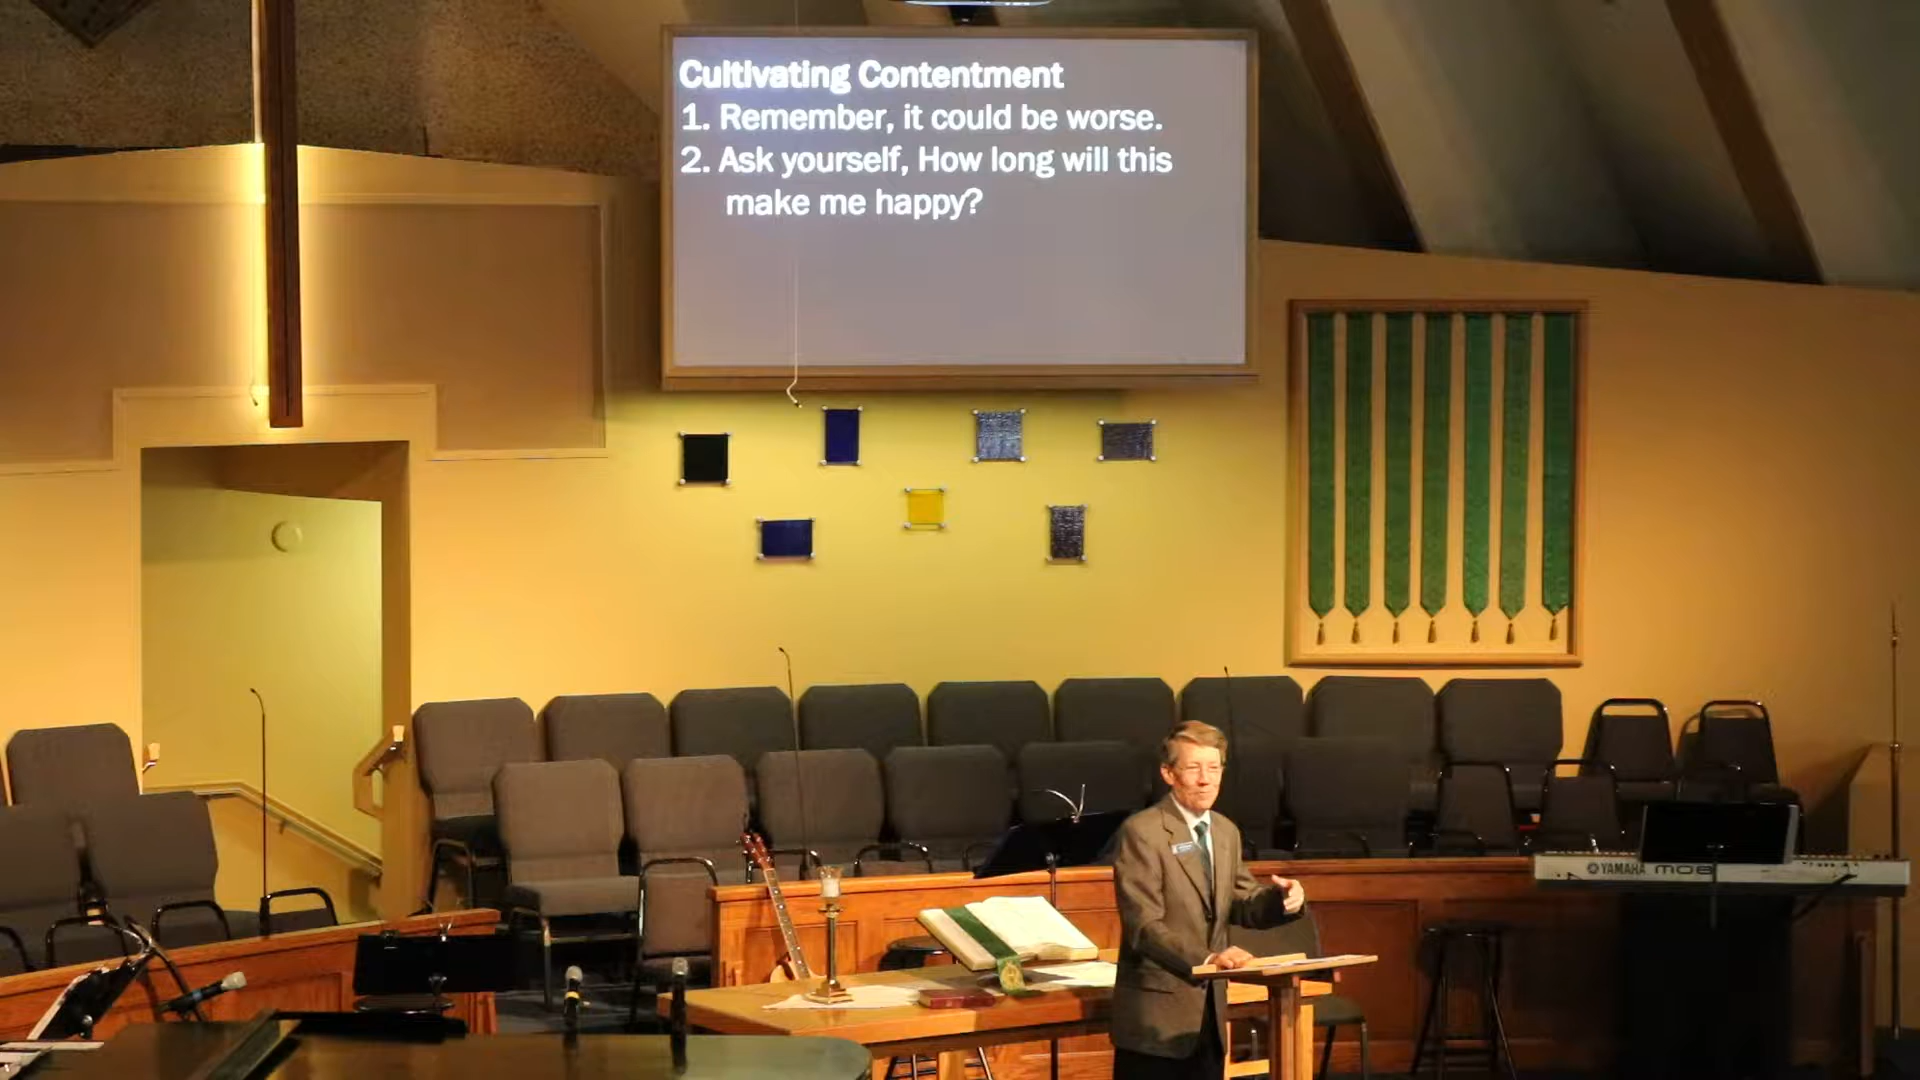 Cultivating Contentment
1. Remember, it could be worse.
2. Ask yourself, How long will this
make me happy?
YAMAHA MO8